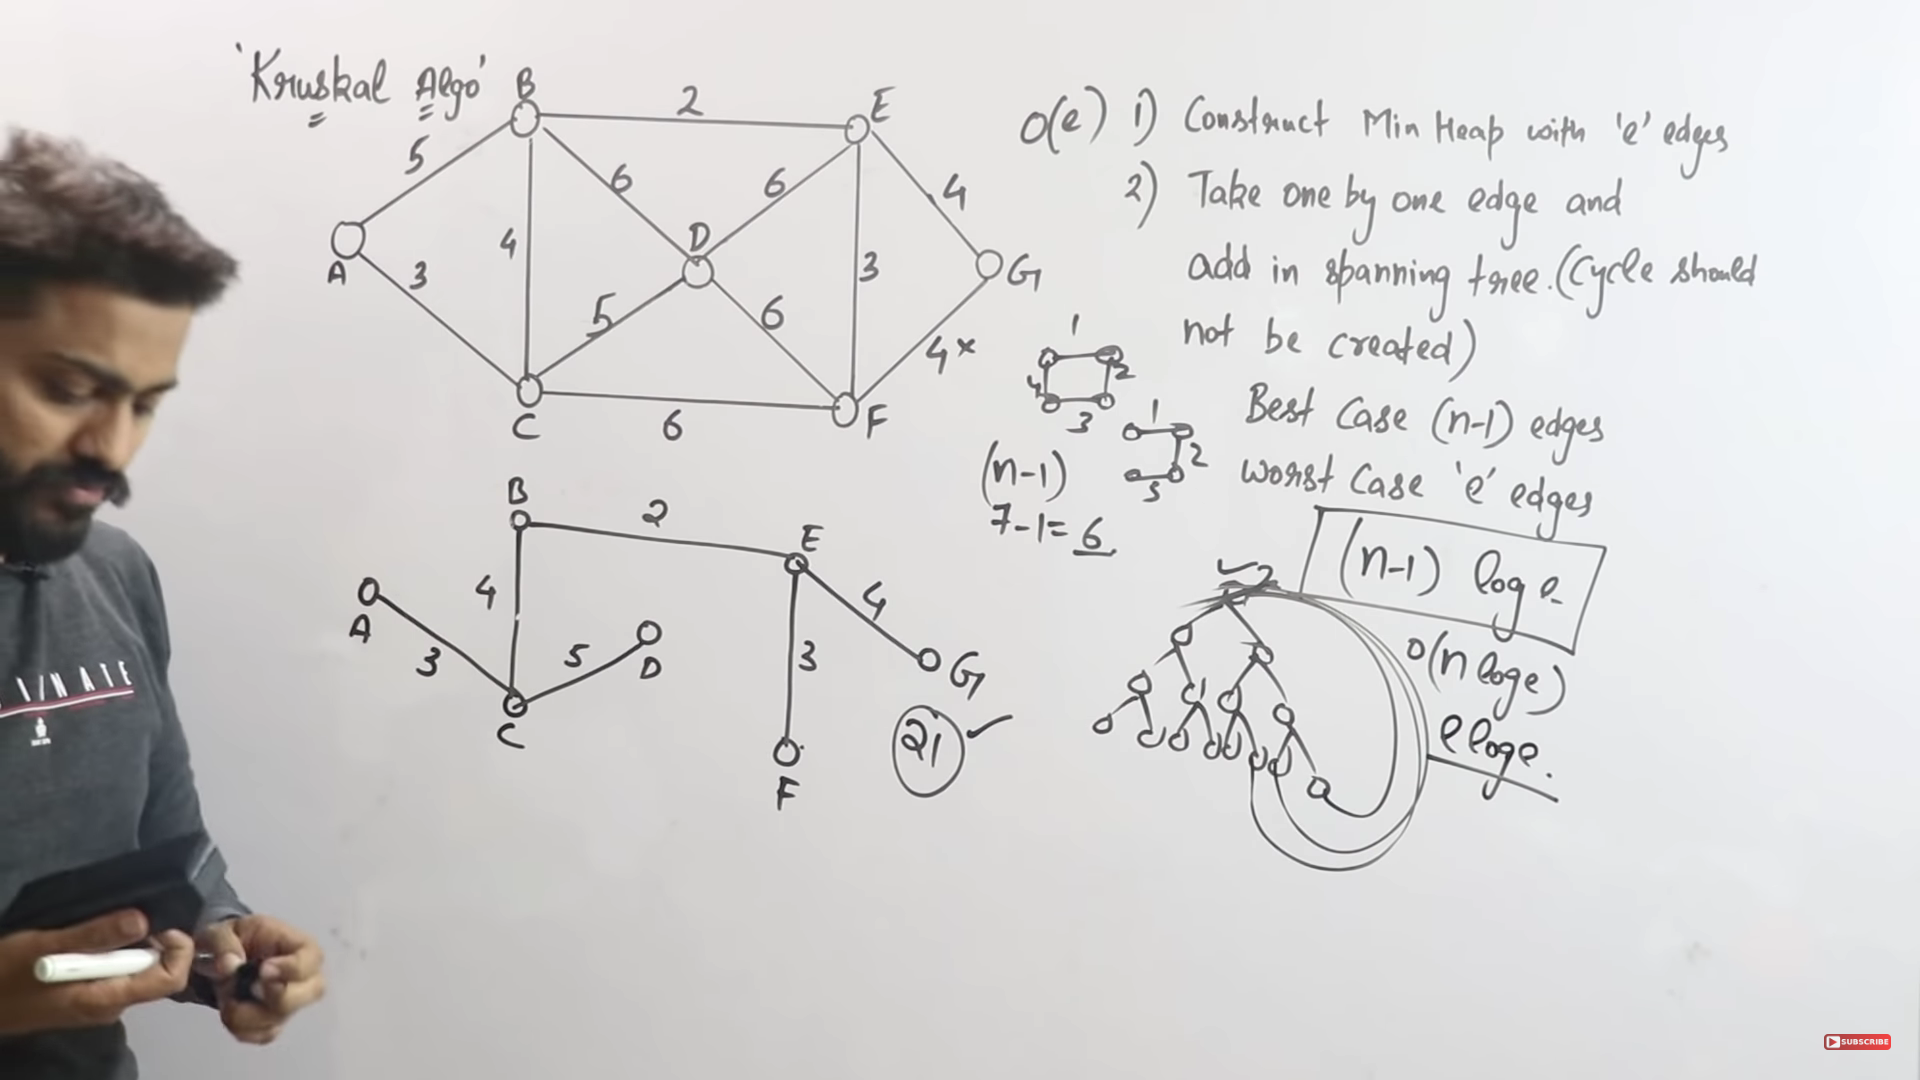 'Kruskal Algo'
B
2
E
5
6
6
4
A
4
D
3
G
3
5
6
4 x
C
6
F
O(e) 1) Construct Min Heap with 'e' edges
2) Take one by one edge and
add in spanning tree. (Cycle should
not be created)
1
4
2
3
1
2
3
Best Case (n-1) edges
Worst Case 'e' edges
(n-1)
7-1=6
(n-1) log e
O(n log e)
e log e.
B
2
E
4
4
A
3
5
D
3
G
C
F
21 ✓
INATE
SUBSCRIBE